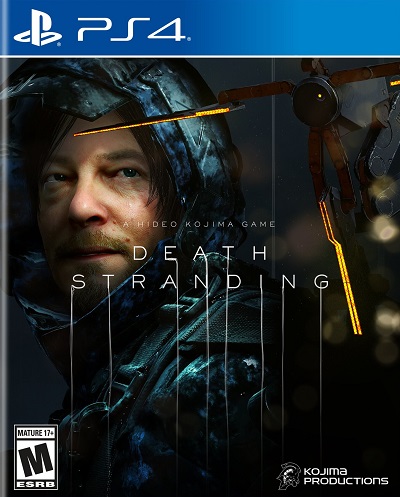 PS4
A HIDEO KOJIMA GAME
DEATH
STRANDING
MATURE 17+
M
ESRB
KOJIMA
PRODUCTIONS